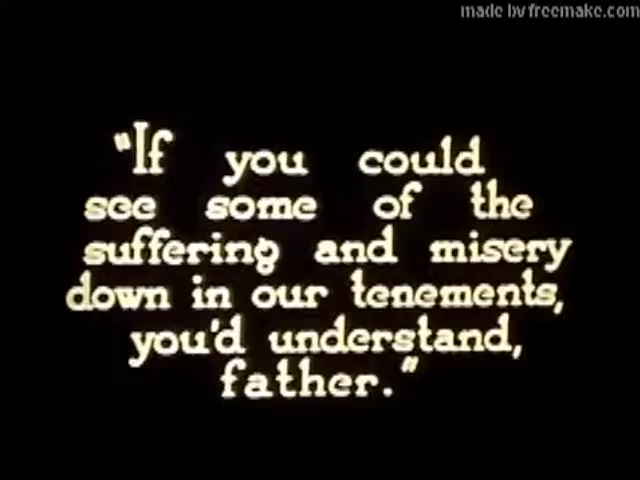 made by freemake.com
"If you could
see some of the
suffering and misery
down in our tenements,
you'd understand,
father."